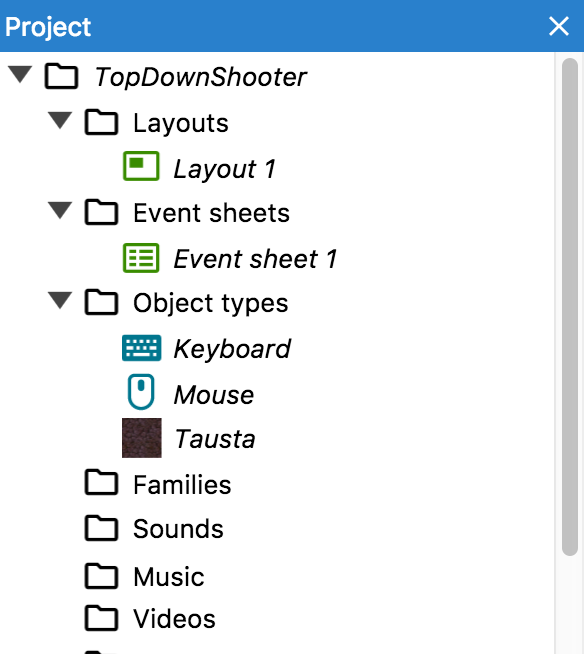 Project
TopDownShooter
Layouts
Layout 1
Event sheets
Event sheet 1
Object types
Keyboard
Mouse
Tausta
Families
Sounds
Music
Videos